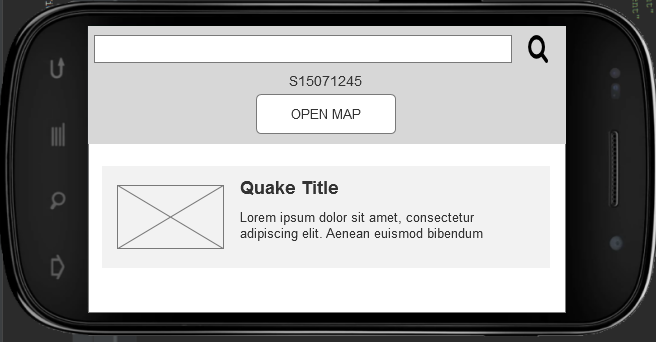 S15071245
OPEN MAP
Quake Title
Lorem ipsum dolor sit amet, consectetur
adipiscing elit. Aenean euismod bibendum